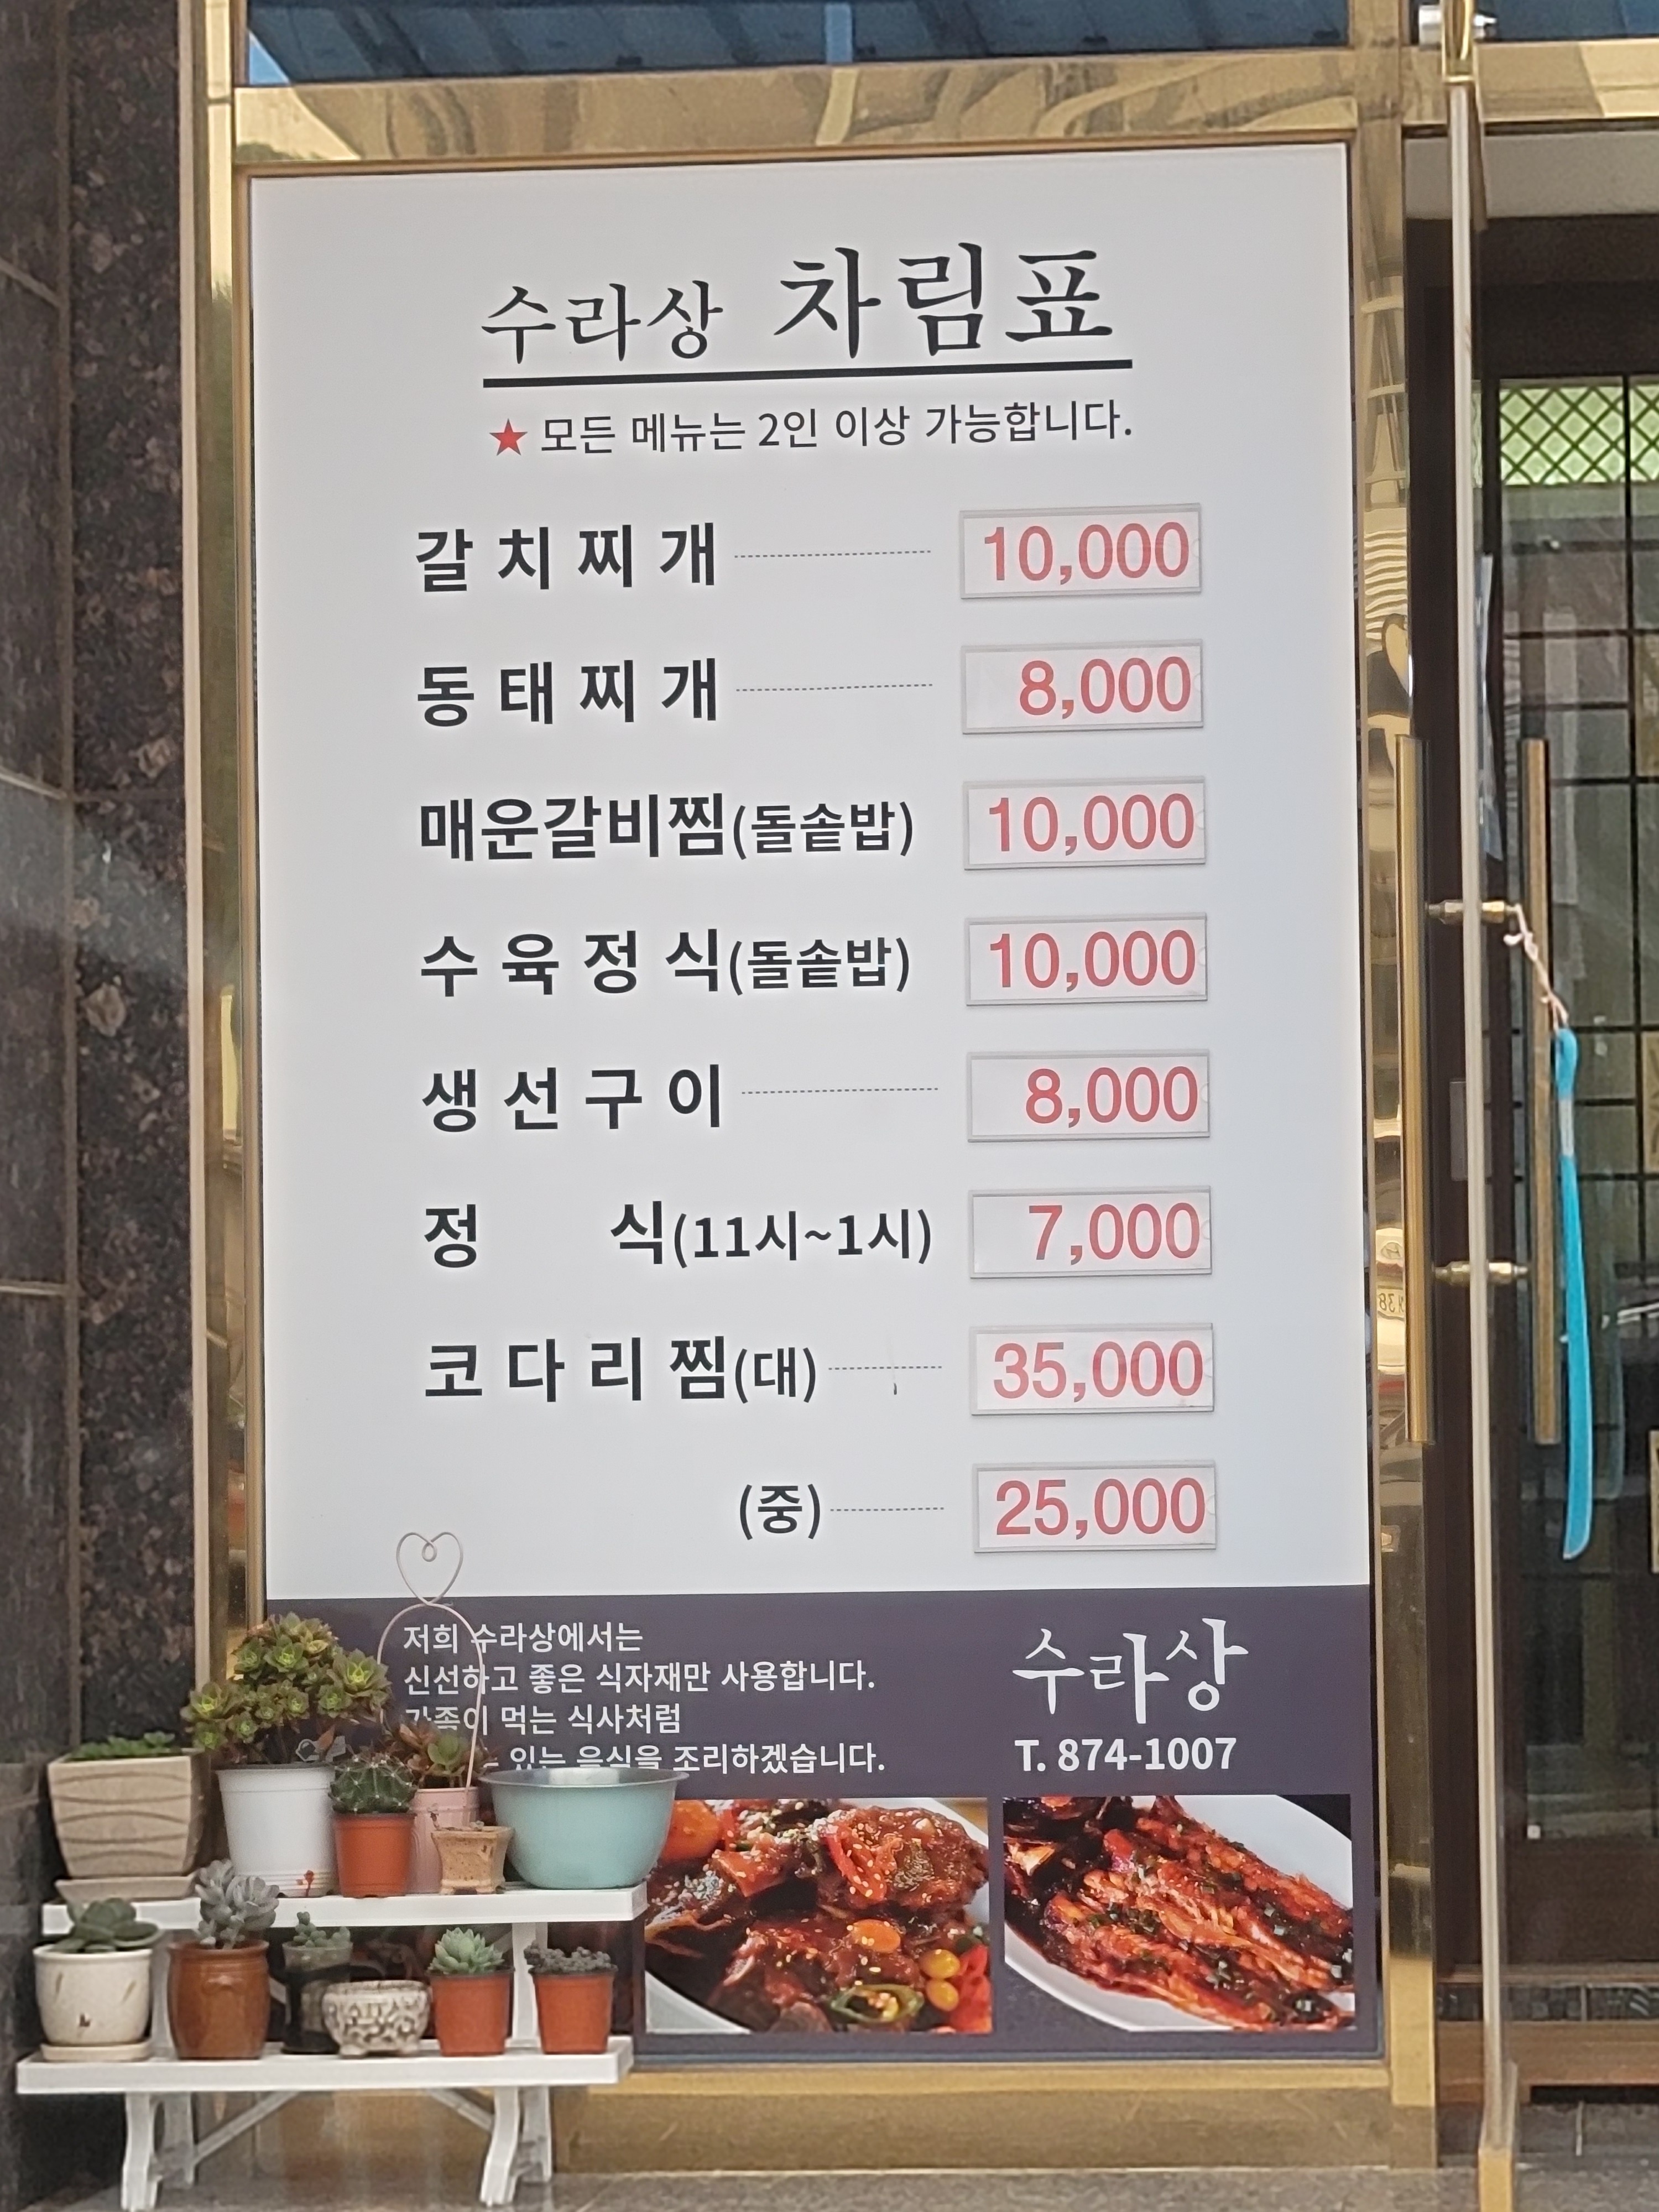 수라상 차림표
★ 모든 메뉴는 2인 이상 가능합니다.
갈치찌개 10,000
동태찌개 8,000
매운갈비찜(돌솥밥) 10,000
수육정식(돌솥밥) 10,000
생선구이 8,000
정 식(11시~1시) 7,000
코다리찜(대) 35,000
(중) 25,000
저희 수라상에서는
신선하고 좋은 식자재만 사용합니다.
가족이 먹는 식사처럼
있는 음식을 조리하겠습니다.
수라상
T. 874-1007